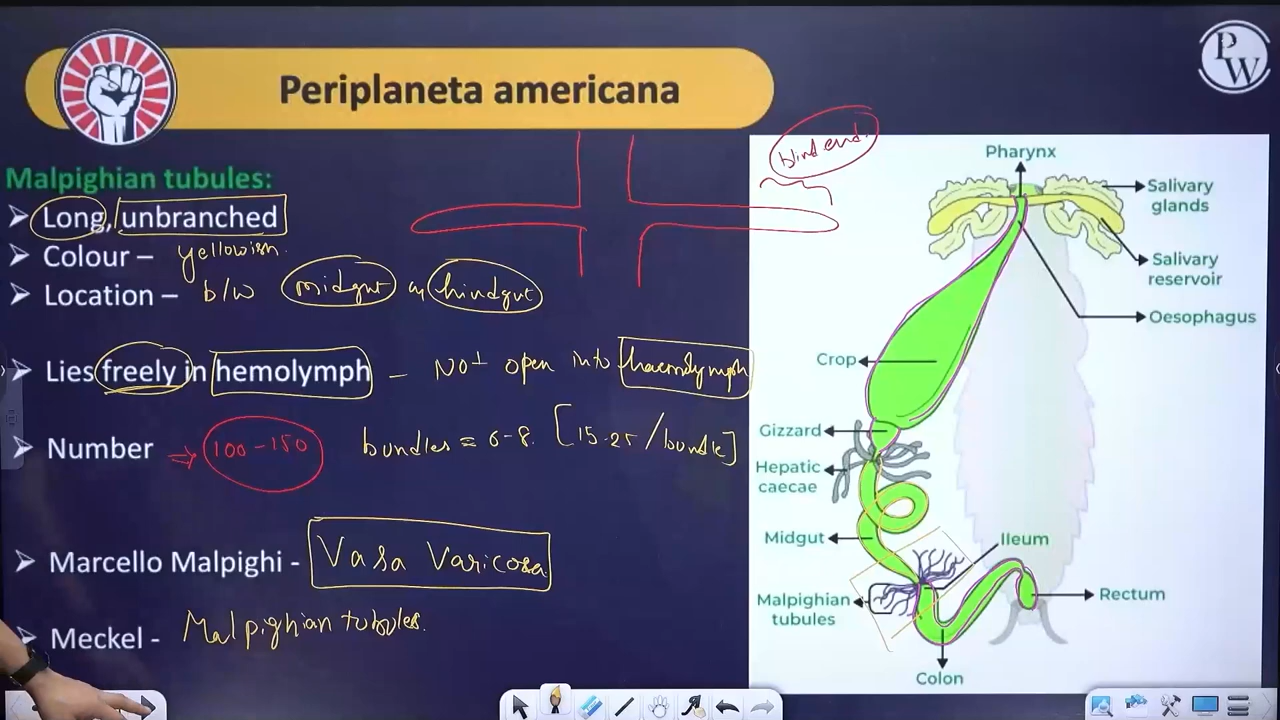 Periplaneta americana
PW
Malpighian tubules:
Long, unbranched
Colour – yellowish.
Location – b/w midgut an hindgut
Lies freely in hemolymph – Not open into haemolymph
Number ⇒ 100-150 bundles = 6-8. [15-25/bundle]
Marcello Malpighi - Vasa Varicosa
Meckel - Malpighian tubules.
blind end.
Pharynx
Salivary
glands
Salivary
reservoir
Oesophagus
Crop
Gizzard
Hepatic
caecae
Midgut
Ileum
Malpighian
tubules
Rectum
Colon